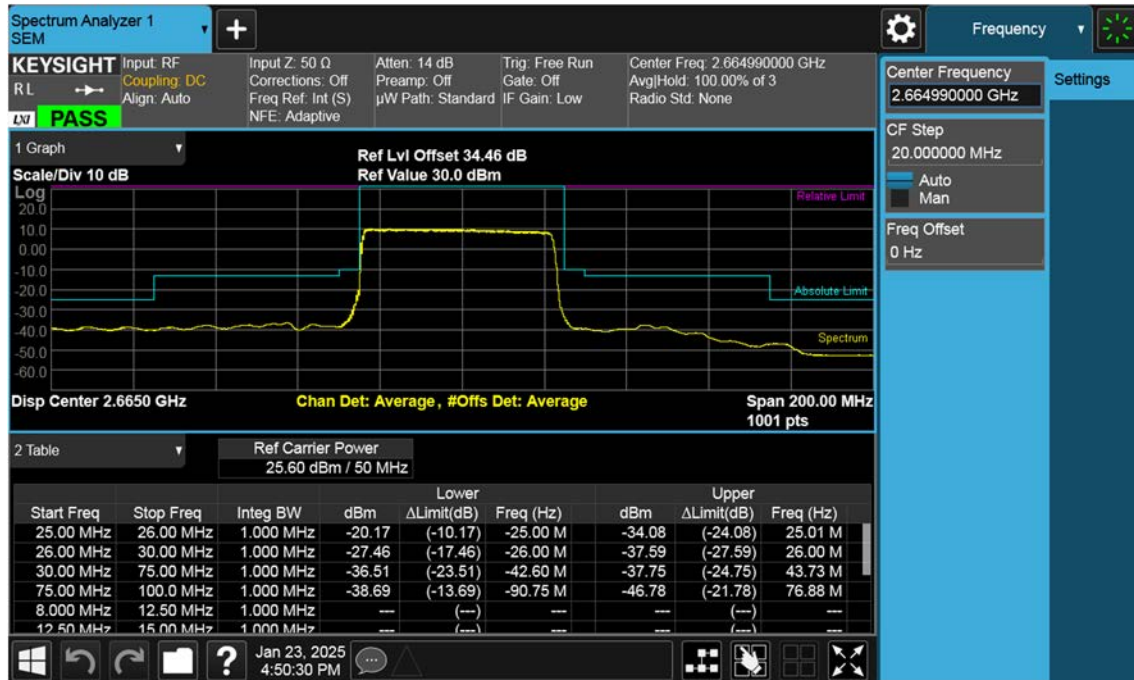 Spectrum Analyzer 1
SEM
Frequency
KEYSIGHT
RL
LXI
PASS
Input: RF
Coupling: DC
Align: Auto
Input Z: 50 Ω
Corrections: Off
Freq Ref: Int (S)
NFE: Adaptive
Atten: 14 dB
Preamp: Off
µW Path: Standard
Trig: Free Run
Gate: Off
IF Gain: Low
Center Freq: 2.664990000 GHz
Avg|Hold: 100.00% of 3
Radio Std: None
Center Frequency
2.664990000 GHz
Settings
CF Step
20.000000 MHz
Auto
Man
Freq Offset
0 Hz
1 Graph
Scale/Div 10 dB
Ref Lvl Offset 34.46 dB
Ref Value 30.0 dBm
Log
20.0
10.0
0.00
-10.0
-20.0
-30.0
-40.0
-50.0
-60.0
Relative Limit
Absolute Limit
Spectrum
Disp Center 2.6650 GHz
Chan Det: Average, #Offs Det: Average
Span 200.00 MHz
1001 pts
2 Table
Ref Carrier Power
25.60 dBm / 50 MHz
Lower Upper
Start Freq Stop Freq Integ BW dBm ΔLimit(dB) Freq (Hz) dBm ΔLimit(dB) Freq (Hz)
25.00 MHz 26.00 MHz 1.000 MHz -20.17 (-10.17) -25.00 M -34.08 (-24.08) 25.01 M
26.00 MHz 30.00 MHz 1.000 MHz -27.46 (-17.46) -26.00 M -37.59 (-27.59) 26.00 M
30.00 MHz 75.00 MHz 1.000 MHz -36.51 (-23.51) -42.60 M -37.75 (-24.75) 43.73 M
75.00 MHz 100.0 MHz 1.000 MHz -38.69 (-13.69) -90.75 M -46.78 (-21.78) 76.88 M
8.000 MHz 12.50 MHz 1.000 MHz --- (---) --- --- (---) ---
12.50 MHz 15.00 MHz 1.000 MHz --- (---) --- --- (---) ---
Jan 23, 2025
4:50:30 PM